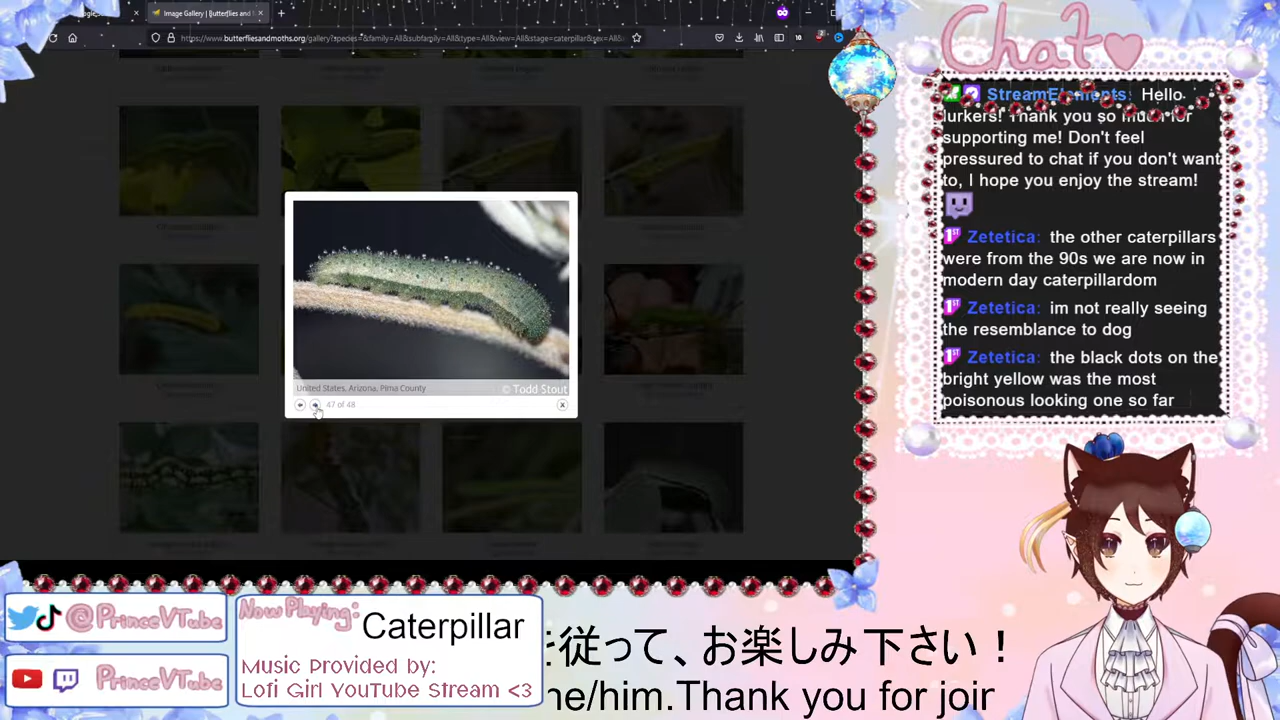 Image Gallery | Butterflies and
https://www.butterfliesandmoths.org/gallery?species=&family=All&subfamily=All&type=All&view=All&stage=caterpillar&sex=All&
United States, Arizona, Pima County
© Todd Stout
47 of 48
X
Chat
StreamElements: Hello
lurkers! Thank you so much for
supporting me! Don't feel
pressured to chat if you don't want
to, I hope you enjoy the stream!
Zetetica: the other caterpillars
were from the 90s we are now in
modern day caterpillardom
Zetetica: im not really seeing
the resemblance to dog
Zetetica: the black dots on the
bright yellow was the most
poisonous looking one so far
@PrinceVTube
PrinceVTube
Now Playing:
Caterpillar
Music Provided by:
Lofi Girl YouTube Stream <3
を従って、お楽しみ下さい！
he/him.Thank you for joir